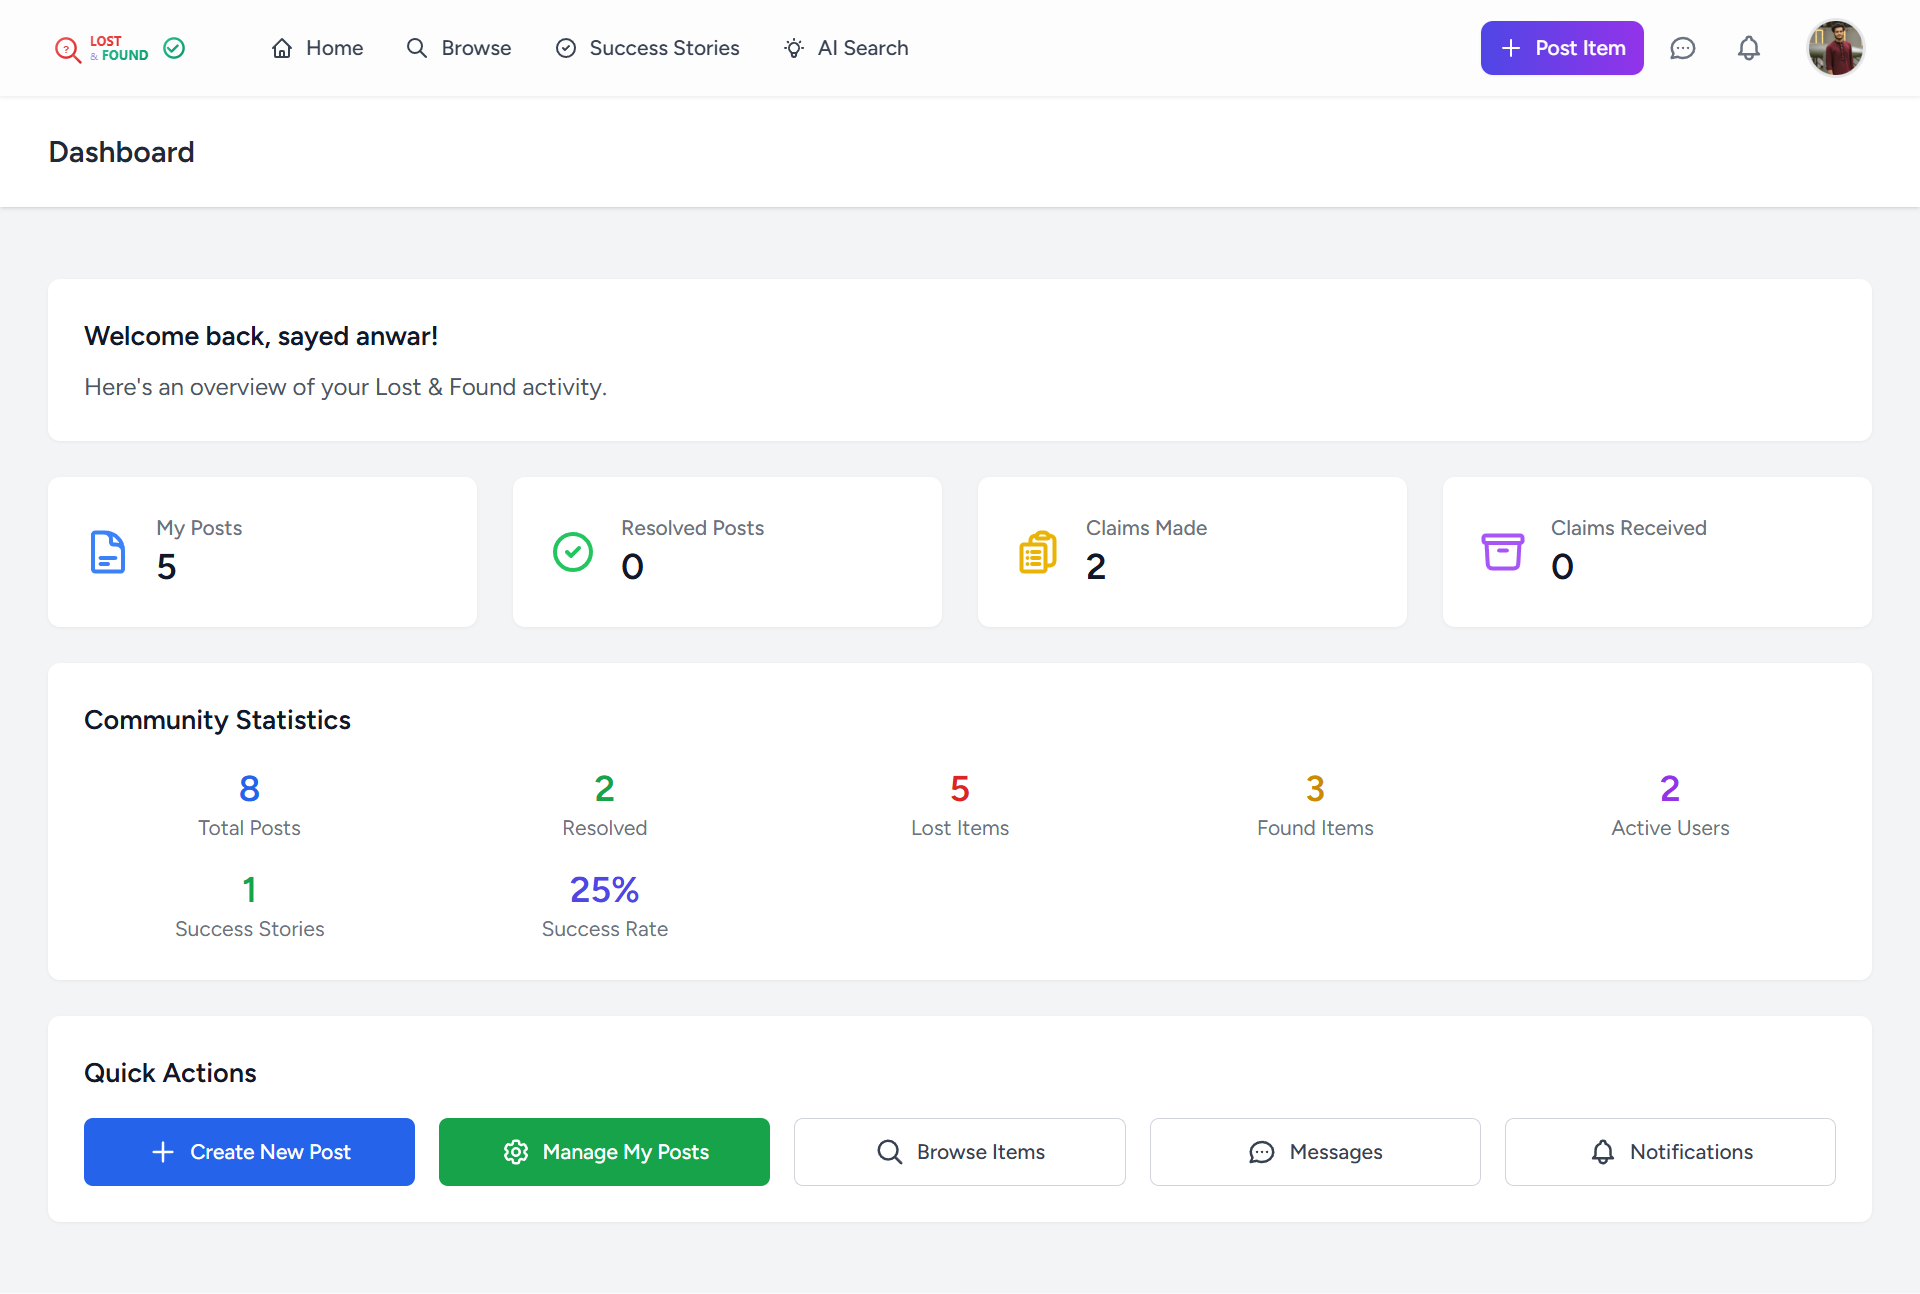 LOST
& FOUND
Home
Browse
Success Stories
AI Search
Post Item
Dashboard
Welcome back, sayed anwar!
Here's an overview of your Lost & Found activity.
My Posts
5
Resolved Posts
0
Claims Made
2
Claims Received
0
Community Statistics
8
Total Posts
2
Resolved
5
Lost Items
3
Found Items
2
Active Users
1
Success Stories
25%
Success Rate
Quick Actions
Create New Post
Manage My Posts
Browse Items
Messages
Notifications